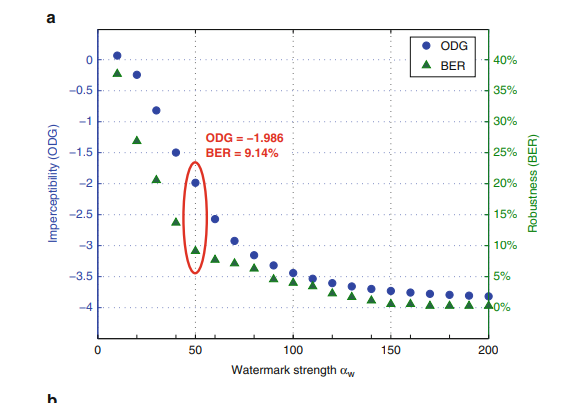 a
ODG
BER
0
−0.5
−1
−1.5
−2
−2.5
−3
−3.5
−4
Imperceptibility (ODG)
ODG = −1.986
BER = 9.14%
40%
35%
30%
25%
20%
15%
10%
5%
0%
Robustness (BER)
0 50 100 150 200
Watermark strength αw
b